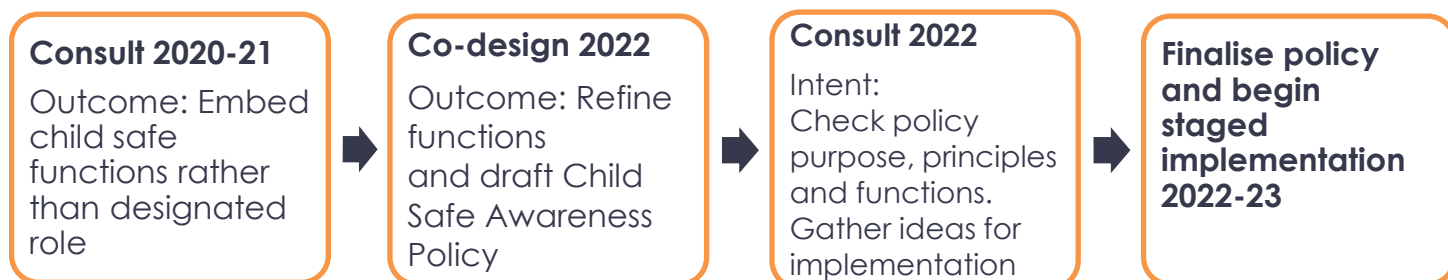 Consult 2020-21
Outcome: Embed
child safe
functions rather
than designated
role
Co-design 2022
Outcome: Refine
functions
and draft Child
Safe Awareness
Policy
Consult 2022
Intent:
Check policy
purpose, principles
and functions.
Gather ideas for
implementation
Finalise policy
and begin
staged
implementation
2022-23